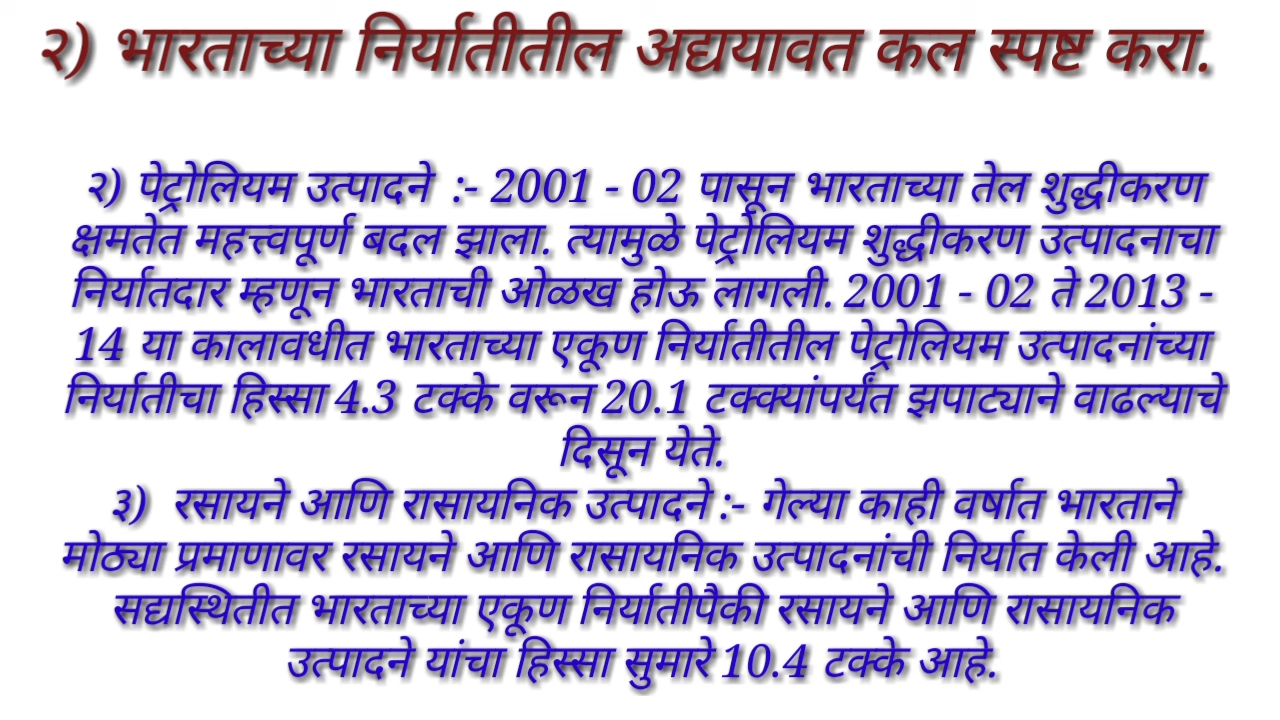 २) भारताच्या निर्यातीतील अद्ययावत कल स्पष्ट करा.
२) पेट्रोलियम उत्पादने :- 2001 - 02 पासून भारताच्या तेल शुद्धीकरण
क्षमतेत महत्त्वपूर्ण बदल झाला. त्यामुळे पेट्रोलियम शुद्धीकरण उत्पादनाचा
निर्यातदार म्हणून भारताची ओळख होऊ लागली. 2001 - 02 ते 2013 -
14 या कालावधीत भारताच्या एकूण निर्यातीतील पेट्रोलियम उत्पादनांच्या
निर्यातीचा हिस्सा 4.3 टक्के वरून 20.1 टक्क्यांपर्यंत झपाट्याने वाढल्याचे
दिसून येते.
३) रसायने आणि रासायनिक उत्पादने :- गेल्या काही वर्षात भारताने
मोठ्या प्रमाणावर रसायने आणि रासायनिक उत्पादनांची निर्यात केली आहे.
सद्यस्थितीत भारताच्या एकूण निर्यातीपैकी रसायने आणि रासायनिक
उत्पादने यांचा हिस्सा सुमारे 10.4 टक्के आहे.